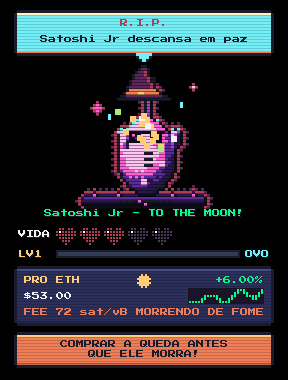 R.I.P.
Satoshi Jr descansa em paz
Satoshi Jr - TO THE MOON!
VIDA
LV1 OVO
PRO ETH +6.00%
$53.00
FEE 72 sat/vB MORRENDO DE FOME
COMPRAR A QUEDA ANTES
QUE ELE MORRA!